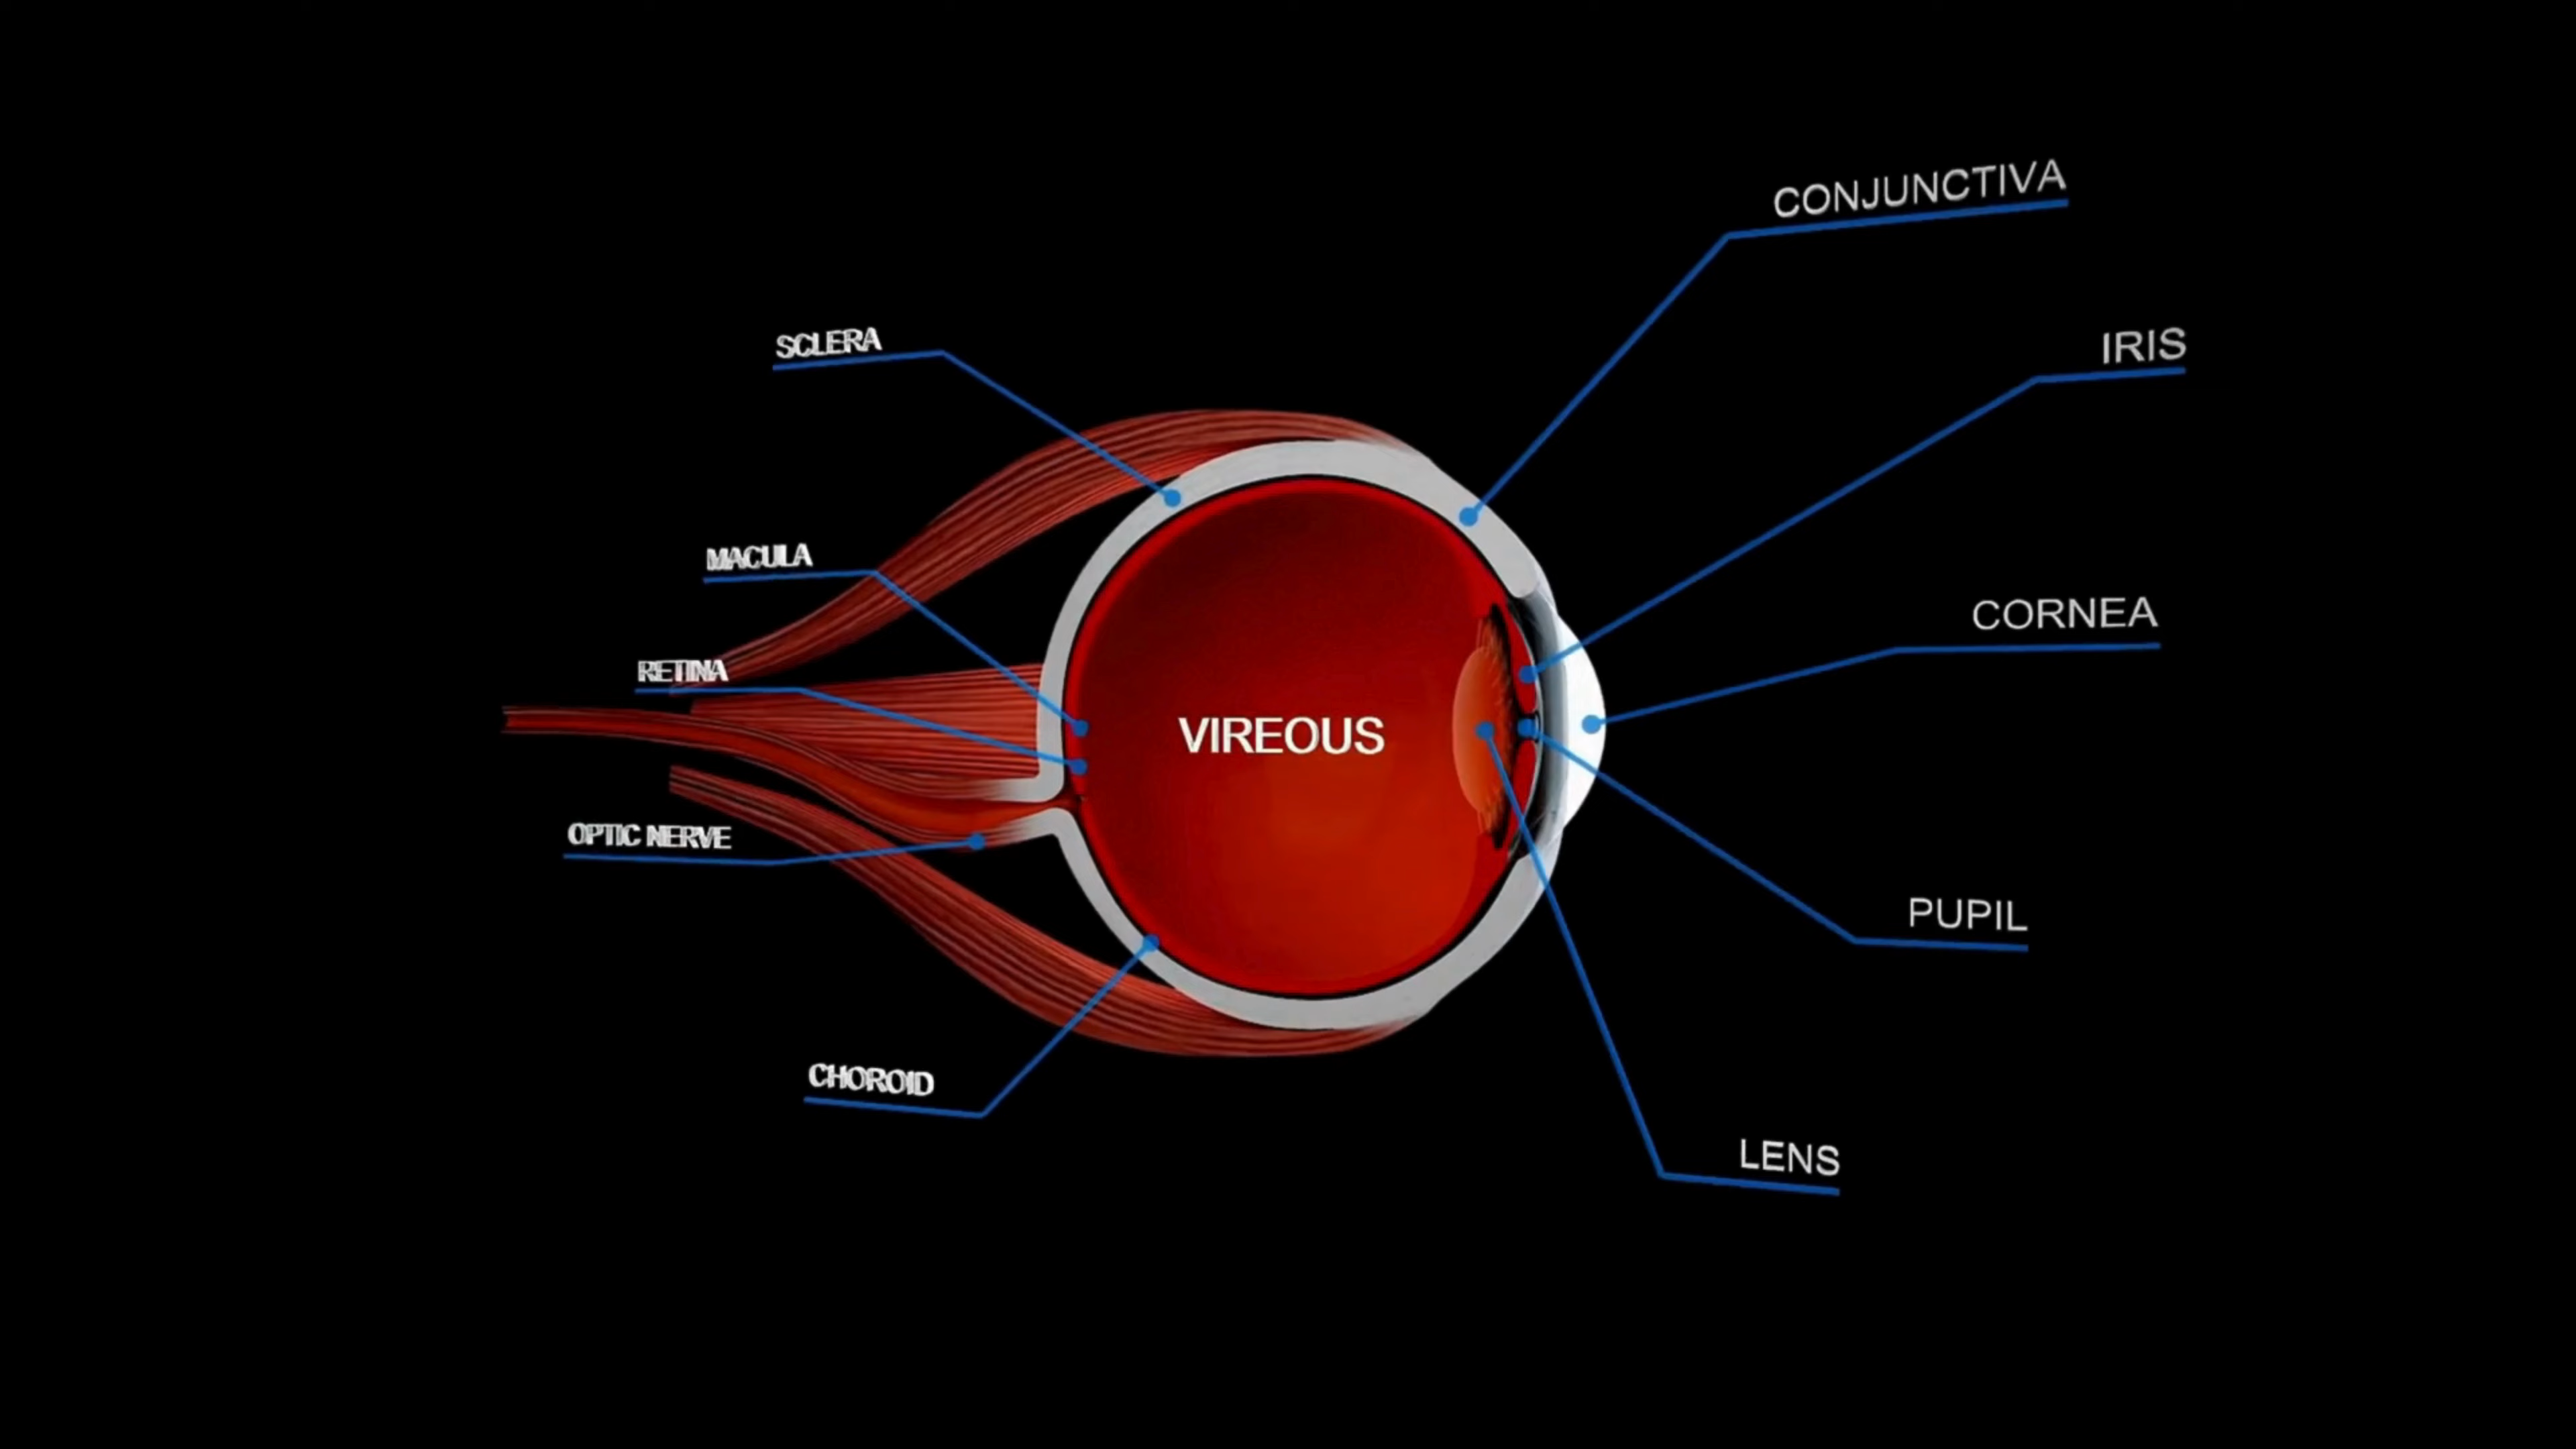 CONJUNCTIVA
SCLERA
IRIS
MACULA
CORNEA
RETINA
VIREOUS
OPTIC NERVE
PUPIL
CHOROID
LENS